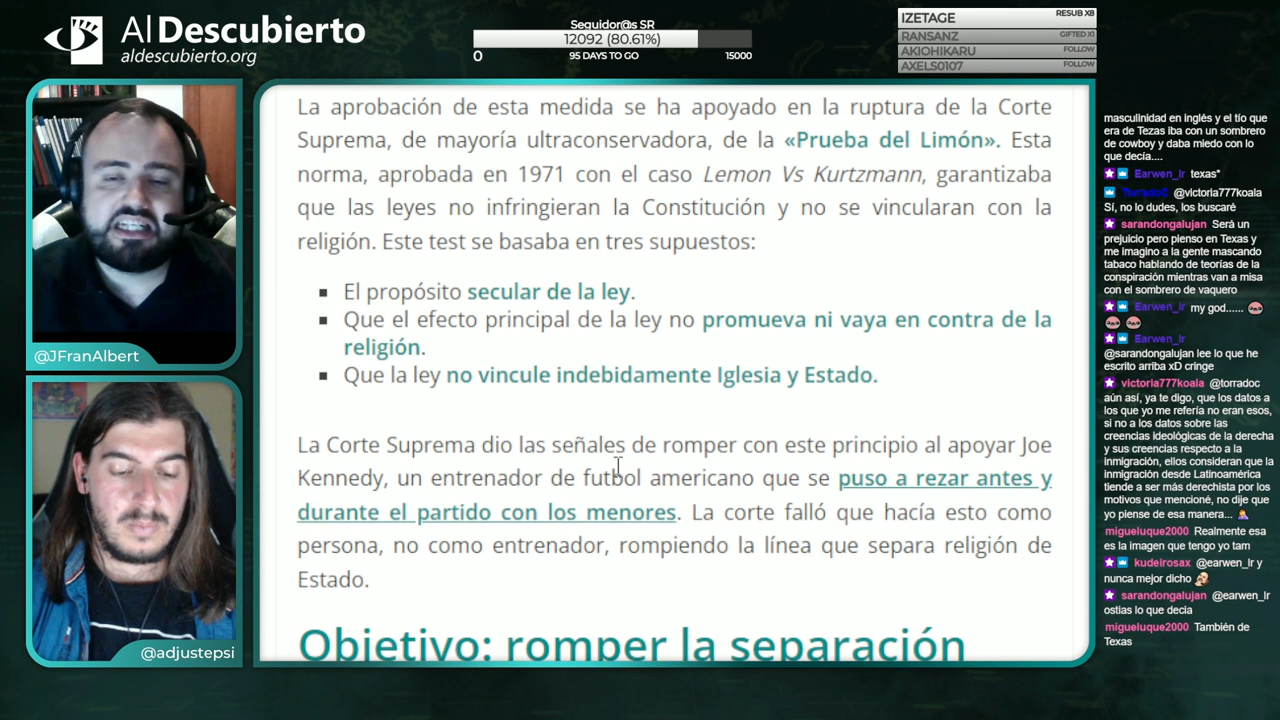 Al Descubierto
aldescubierto.org
Seguidor@s SR
12092 (80.61%)
0
95 DAYS TO GO
15000
IZETAGE
RESUB X8
RANSANZ
GIFTED X1
AKIOHIKARU
FOLLOW
AXELS0107
FOLLOW
La aprobación de esta medida se ha apoyado en la ruptura de la Corte
Suprema, de mayoría ultraconservadora, de la «Prueba del Limón». Esta
norma, aprobada en 1971 con el caso Lemon Vs Kurtzmann, garantizaba
que las leyes no infringieran la Constitución y no se vincularan con la
religión. Este test se basaba en tres supuestos:
El propósito secular de la ley.
Que el efecto principal de la ley no promueva ni vaya en contra de la
religión.
Que la ley no vincule indebidamente Iglesia y Estado.
La Corte Suprema dio las señales de romper con este principio al apoyar Joe
Kennedy, un entrenador de futbol americano que se puso a rezar antes y
durante el partido con los menores. La corte falló que hacía esto como
persona, no como entrenador, rompiendo la línea que separa religión de
Estado.
Objetivo: romper la separación
@JFranAlbert
@adjustepsi
masculinidad en inglés y el tío que
era de Tezas iba con un sombrero
de cowboy y daba miedo con lo
que decía....
Earwen_lr texas*
@victoria777koala
Sí, no lo dudes, los buscaré
sarandongalujan Será un
prejuicio pero pienso en Texas y
me imagino a la gente mascando
tabaco hablando de teorías de la
conspiración mientras van a misa
con el sombrero de vaquero
Earwen_lr my god......
Earwen_lr
@sarandongalujan lee lo que he
escrito arriba xD cringe
victoria777koala @torradoc
aún así, ya te digo, que los datos a
los que yo me refería no eran esos,
si no a los datos sobre las
creencias ideológicas de la derecha
y sus creencias respecto a la
inmigración, ellos consideran que la
inmigración desde Latinoamérica
tiende a ser más derechista por los
motivos que mencioné, no dije que
yo piense de esa manera...
migueluque2000 Realmente esa
es la imagen que tengo yo tam
kudeirosax @earwen_lr y
nunca mejor dicho
sarandongalujan @earwen_lr
ostias lo que decia
migueluque2000 También de
Texas